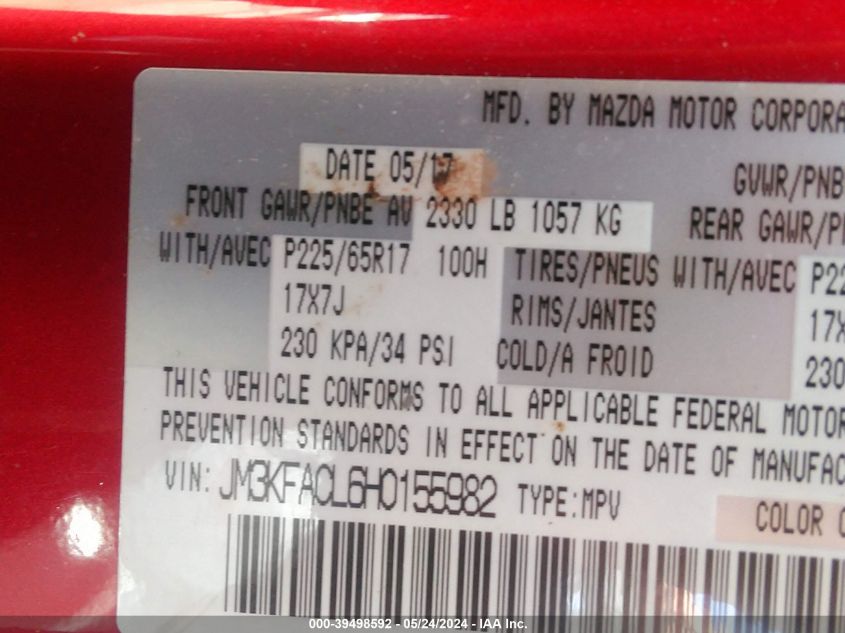 MFD. BY MAZDA MOTOR CORPORA
DATE 05/17
GVWR/PNB
FRONT GAWR/PNBE AV 2330 LB 1057 KG
REAR GAWR/P
WITH/AVEC P225/65R17 100H TIRES/PNEUS WITH/AVEC P22
17X7J RIMS/JANTES 17X
230 KPA/34 PSI COLD/A FROID 230
THIS VEHICLE CONFORMS TO ALL APPLICABLE FEDERAL MOTOR
PREVENTION STANDARDS IN EFFECT ON THE DATE OF MANUFAC
VIN: JM3KFACL6H0155982 TYPE:MPV
COLOR C
000-39498592 - 05/24/2024 - IAA Inc.